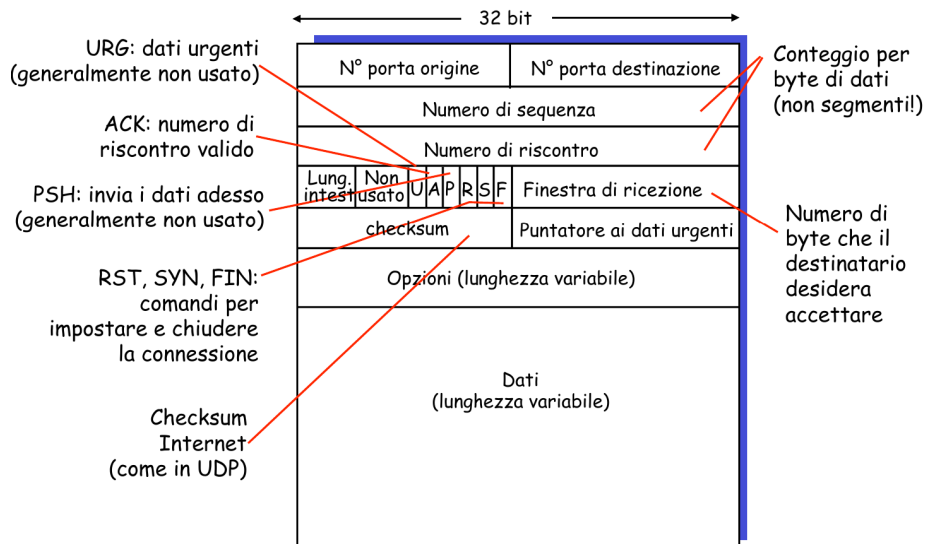 32 bit
URG: dati urgenti
(generalmente non usato)
ACK: numero di
riscontro valido
PSH: invia i dati adesso
(generalmente non usato)
RST, SYN, FIN:
comandi per
impostare e chiudere
la connessione
Checksum
Internet
(come in UDP)
N° porta origine
N° porta destinazione
Numero di sequenza
Numero di riscontro
Lung.
intest
Non
usato
U A P R S F
Finestra di ricezione
checksum
Puntatore ai dati urgenti
Opzioni (lunghezza variabile)
Dati
(lunghezza variabile)
Conteggio per
byte di dati
(non segmenti!)
Numero di
byte che il
destinatario
desidera
accettare